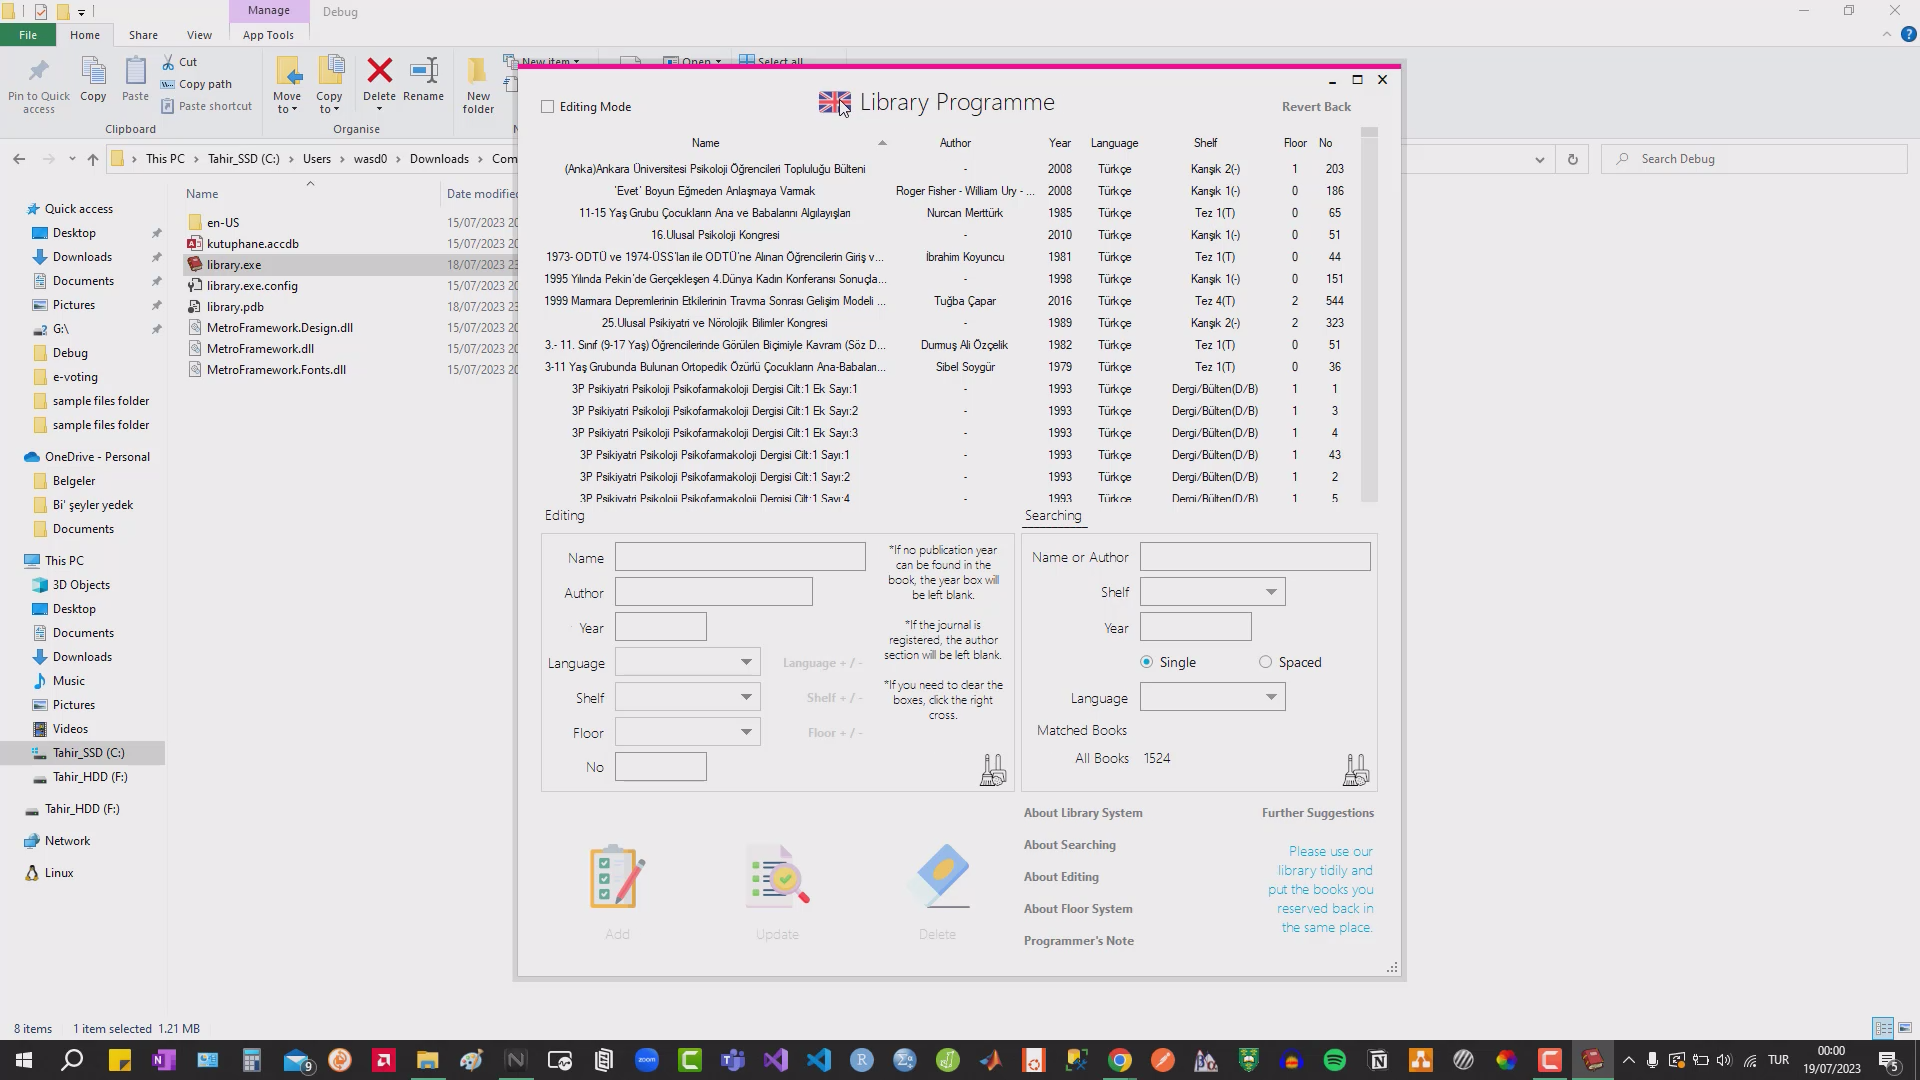 Manage
Debug
File
Home
Share
View
App Tools
Pin to Quick access
Copy
Paste
Cut
Copy path
Paste shortcut
Clipboard
Move to
Copy to
Delete
Rename
Organise
New folder
New item
Open
Select all
This PC
Tahir_SSD (C:)
Users
wasd0
Downloads
Com
Search Debug
Quick access
Desktop
Downloads
Documents
Pictures
G:\
Debug
e-voting
sample files folder
sample files folder
OneDrive - Personal
Belgeler
Bi' şeyler yedek
Documents
This PC
3D Objects
Desktop
Documents
Downloads
Music
Pictures
Videos
Tahir_SSD (C:)
Tahir_HDD (F:)
Tahir_HDD (F:)
Network
Linux
Name Date modified
en-US 15/07/2023 20
kutuphane.accdb 15/07/2023 20
library.exe 18/07/2023 23
library.exe.config 15/07/2023 20
library.pdb 18/07/2023 23
MetroFramework.Design.dll 15/07/2023 20
MetroFramework.dll 15/07/2023 20
MetroFramework.Fonts.dll 15/07/2023 20
Editing Mode
Library Programme
Revert Back
Name Author Year Language Shelf Floor No
(Anka)Ankara Üniversitesi Psikoloji Öğrencileri Topluluğu Bülteni - 2008 Türkçe Karışık 2(-) 1 203
'Evet' Boyun Eğmeden Anlaşmaya Varmak Roger Fisher - William Ury - ... 2008 Türkçe Karışık 1(-) 0 186
11-15 Yaş Grubu Çocukların Ana ve Babalarını Algılayışları Nurcan Merttürk 1985 Türkçe Tez 1(T) 0 65
16.Ulusal Psikoloji Kongresi - 2010 Türkçe Karışık 1(-) 0 51
1973- ODTÜ ve 1974-ÜSS'ları ile ODTÜ'ne Alınan Öğrencilerin Giriş v... İbrahim Koyuncu 1981 Türkçe Tez 1(T) 0 44
1995 Yılında Pekin'de Gerçekleşen 4.Dünya Kadın Konferansı Sonuçla... - 1998 Türkçe Karışık 1(-) 0 151
1999 Marmara Depremlerinin Etkilerinin Travma Sonrası Gelişim Modeli ... Tuğba Çapar 2016 Türkçe Tez 4(T) 2 544
25.Ulusal Psikiyatri ve Nörolojik Bilimler Kongresi - 1989 Türkçe Karışık 2(-) 2 323
3.- 11. Sınıf (9-17 Yaş) Öğrencilerinde Görülen Biçimiyle Kavram (Söz D... Durmuş Ali Özçelik 1982 Türkçe Tez 1(T) 0 51
3-11 Yaş Grubunda Bulunan Ortopedik Özürlü Çocukların Ana-Babaları... Sibel Soygür 1979 Türkçe Tez 1(T) 0 36
3P Psikiyatri Psikoloji Psikofarmakoloji Dergisi Cilt:1 Ek Sayı:1 - 1993 Türkçe Dergi/Bülten(D/B) 1 1
3P Psikiyatri Psikoloji Psikofarmakoloji Dergisi Cilt:1 Ek Sayı:2 - 1993 Türkçe Dergi/Bülten(D/B) 1 3
3P Psikiyatri Psikoloji Psikofarmakoloji Dergisi Cilt:1 Ek Sayı:3 - 1993 Türkçe Dergi/Bülten(D/B) 1 4
3P Psikiyatri Psikoloji Psikofarmakoloji Dergisi Cilt:1 Sayı:1 - 1993 Türkçe Dergi/Bülten(D/B) 1 43
3P Psikiyatri Psikoloji Psikofarmakoloji Dergisi Cilt:1 Sayı:2 - 1993 Türkçe Dergi/Bülten(D/B) 1 2
3P Psikiyatri Psikoloji Psikofarmakoloji Dergisi Cilt:1 Sayı:4 - 1993 Türkçe Dergi/Bülten(D/B) 1 5
Editing
Name
Author
Year
Language Language + / -
Shelf Shelf + / -
Floor Floor + / -
No
*If no publication year
can be found in the
book, the year box will
be left blank.
*If the journal is
registered, the author
section will be left blank.
*If you need to clear the
boxes, click the right
cross.
Searching
Name or Author
Shelf
Year
Single Spaced
Language
Matched Books
All Books 1524
Add
Update
Delete
About Library System
About Searching
About Editing
About Floor System
Programmer's Note
Further Suggestions
Please use our
library tidily and
put the books you
reserved back in
the same place.
8 items 1 item selected 1.21 MB
9
zoom
TUR
00:00
19/07/2023
5